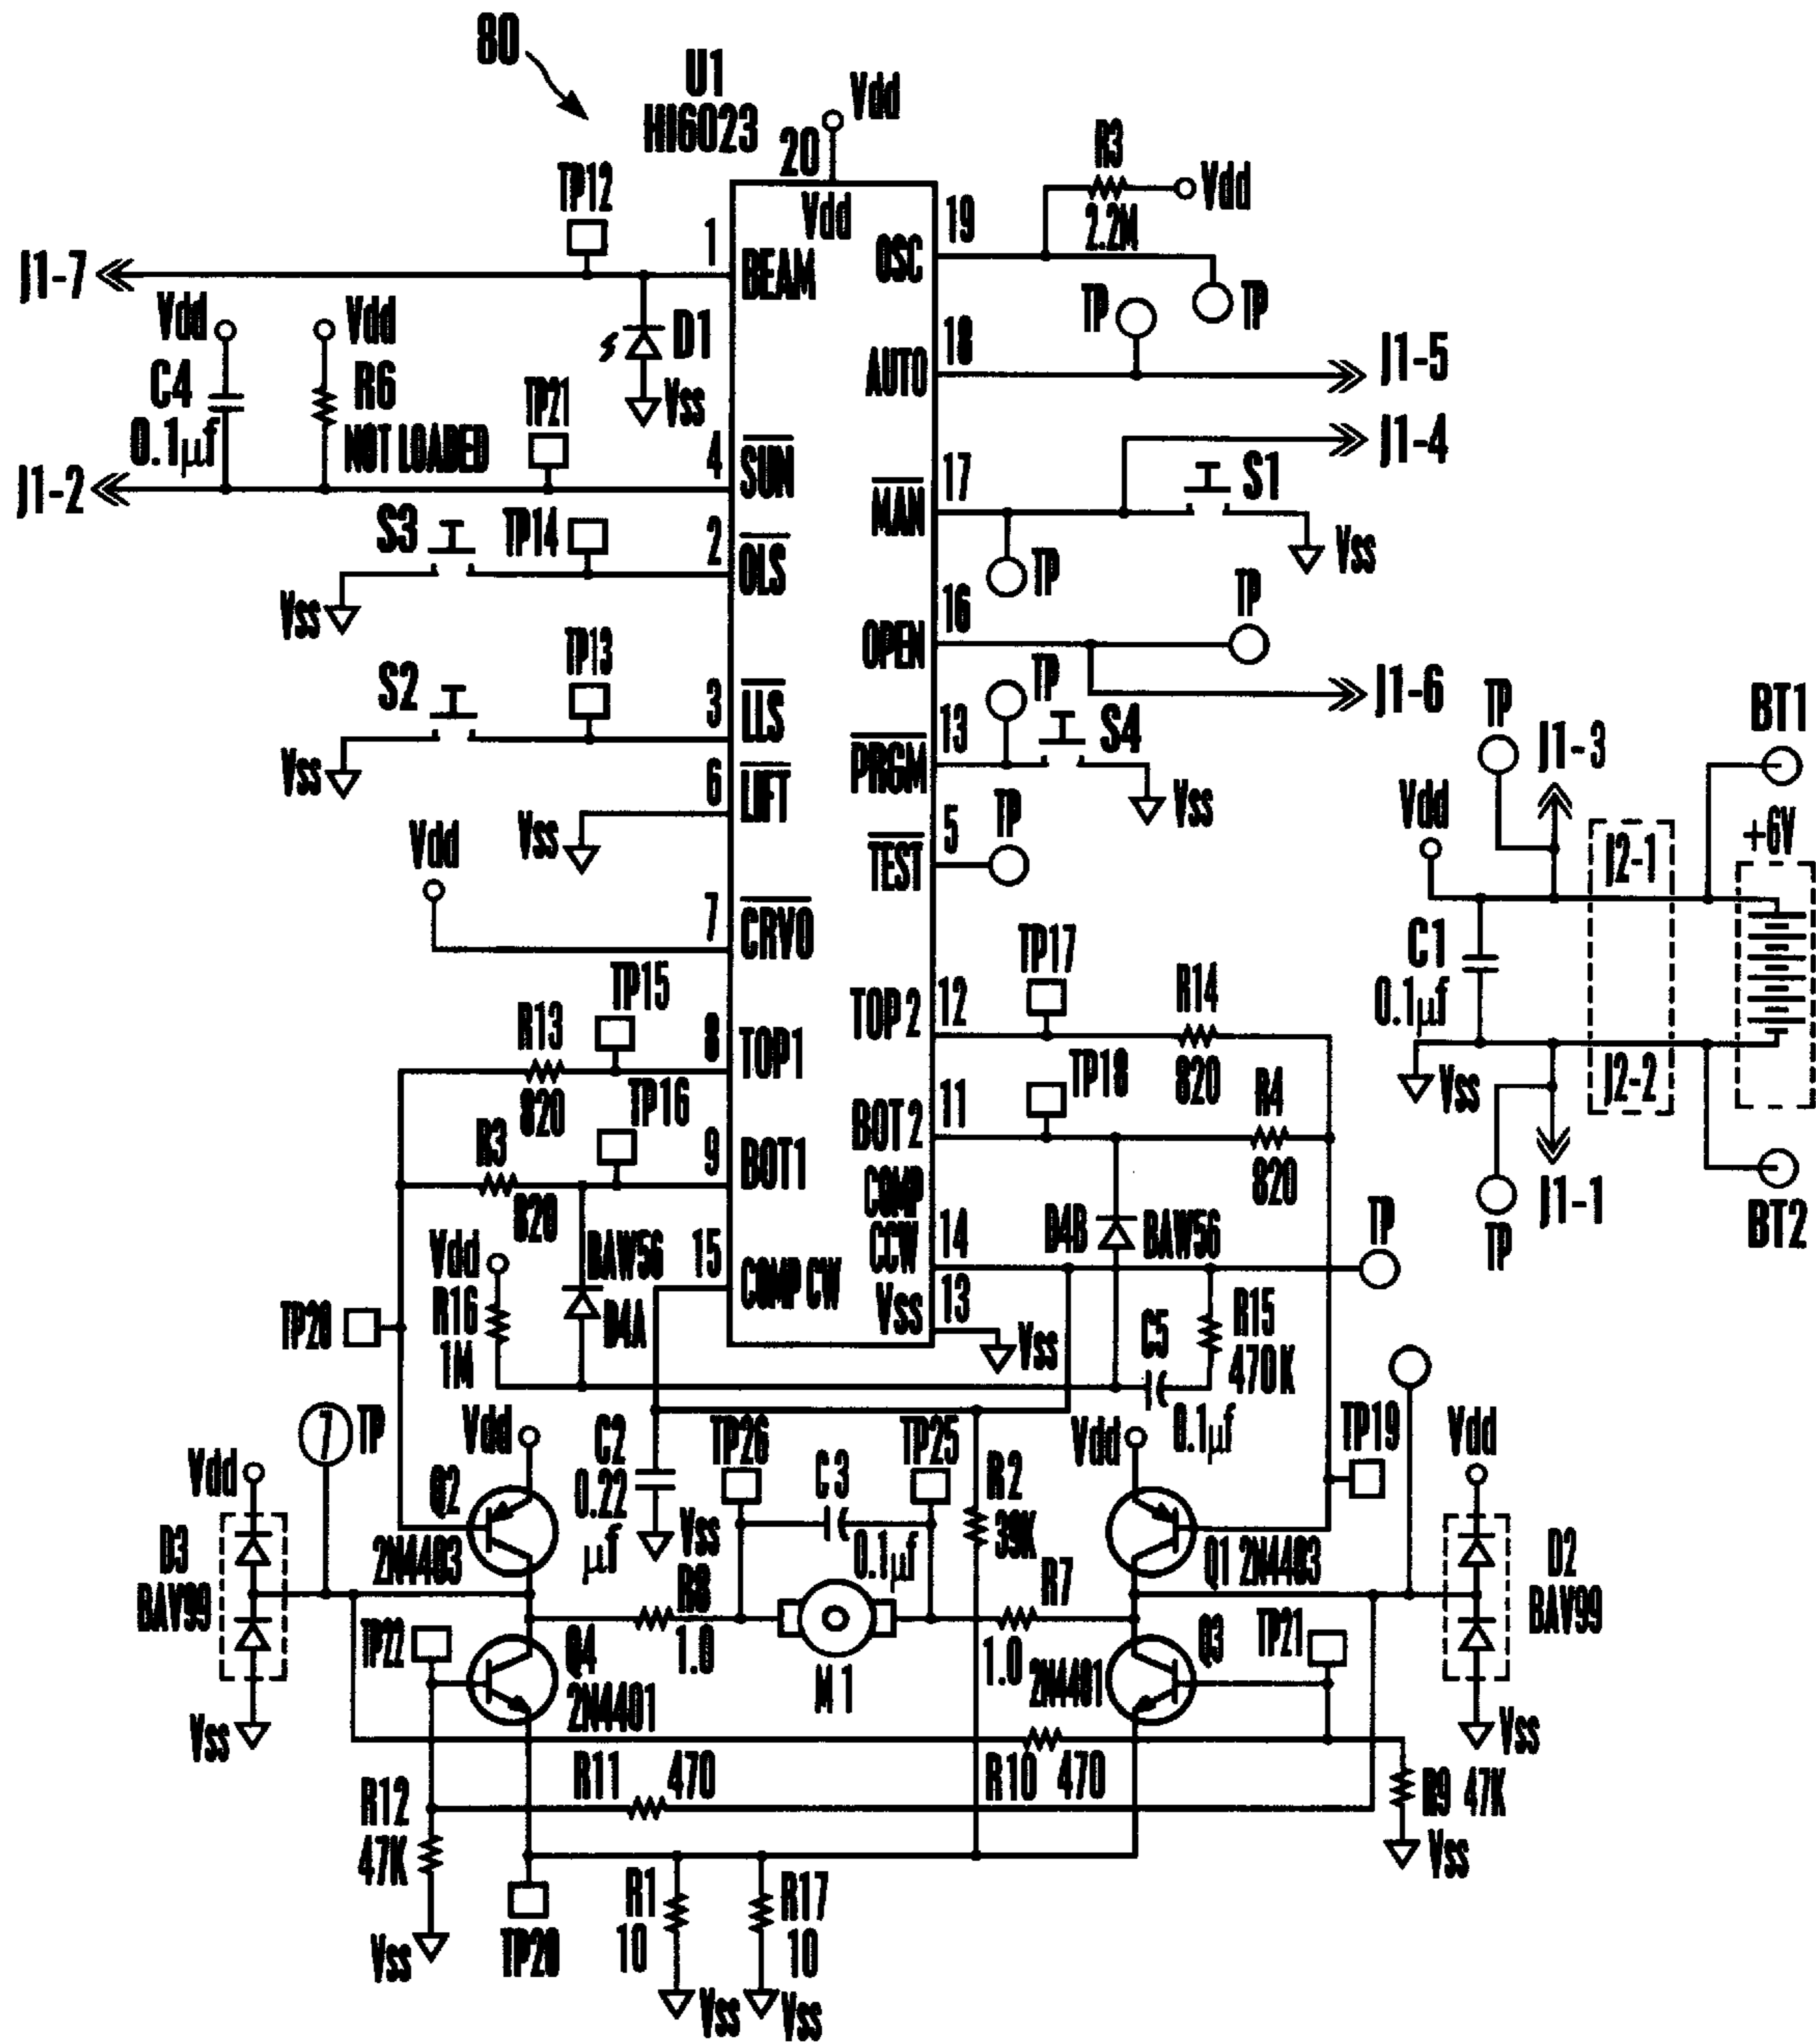 80
U1
HI6023
20
Vdd
Vdd
TP12
1
BEAM
J1-7
Vdd
Vdd
C4
0.1µf
R6
NOT LOADED
D1
Vss
TP21
J1-2
4
SUN
S3
TP14
2
OLS
Vss
S2
TP13
3
LLS
Vss
6
LIFT
Vss
Vdd
7
CRVO
TP15
R13
820
8
TOP1
TP16
R3
820
9
BOT1
BAW56
D4A
15
COMP CW
Vdd
R16
1M
TP20
R3
2.2M
Vdd
19
OSC
TP
TP
18
AUTO
J1-5
J1-4
17
MAN
S1
Vss
TP
16
OPEN
TP
J1-6
TP
13
PRGM
S4
Vss
5
TEST
TP
TP17
12
TOP 2
R14
820
TP18
11
BOT 2
R4
820
COMP
CCW
14
D4B
BAW56
TP
Vss
13
Vss
C5
0.1µf
R15
470K
TP
J1-3
BT1
Vdd
J2-1
+6V
C1
0.1µf
Vss
J2-2
TP
J1-1
BT2
7
TP
Vdd
D3
BAV99
Vss
Vdd
Q2
2N4403
C2
0.22
µf
Vss
TP26
C3
0.1µf
TP25
R2
39K
Vdd
Q1 2N4403
TP19
Vdd
D2
BAV99
Vss
TP22
Q4
2N4401
R8
1.0
M1
R7
1.0
Q3
2N4401
TP21
R11 470
R10 470
R12
47K
Vss
R9 47K
Vss
TP20
R1
10
Vss
R17
10
Vss